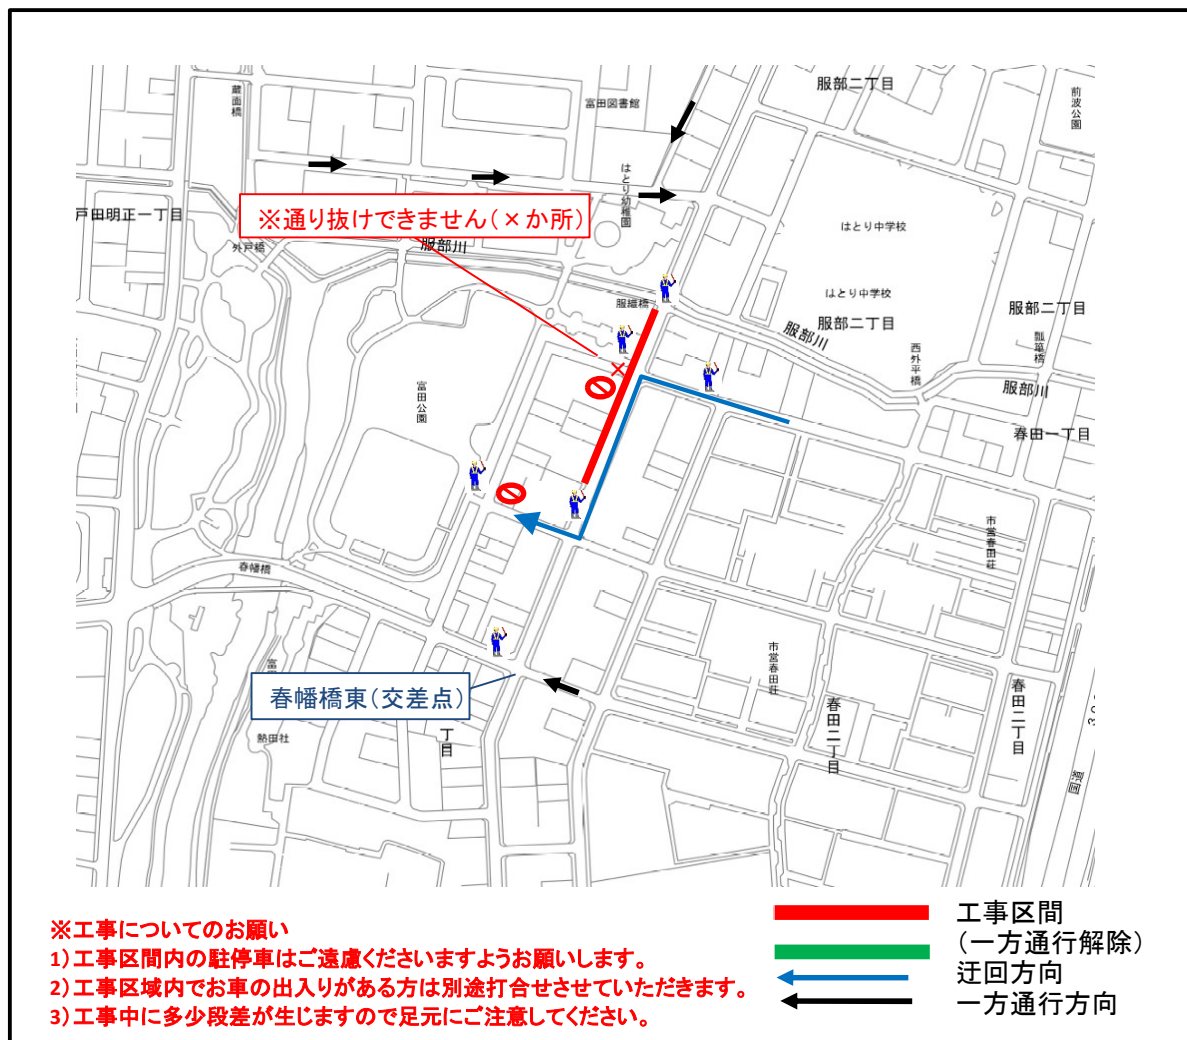 服部二丁目
蔵面橋
富田図書館
前波公園
はとり幼稚園
戸田明正一丁目
※通り抜けできません(×か所)
はとり中学校
外戸橋
服部川
はとり中学校
服織橋
服部二丁目
服部二丁目
服部川
西外平橋
瓢箪橋
富田公園
服部川
春田一丁目
市営春田荘
春幡橋
市営春田荘
富
春幡橋東(交差点)
春田二丁目
春田二丁目
丁目
熱田社
国道
※工事についてのお願い
1)工事区間内の駐停車はご遠慮くださいますようお願いします。
2)工事区域内でお車の出入りがある方は別途打合せさせていただきます。
3)工事中に多少段差が生じますので足元にご注意してください。
工事区間
(一方通行解除)
迂回方向
一方通行方向